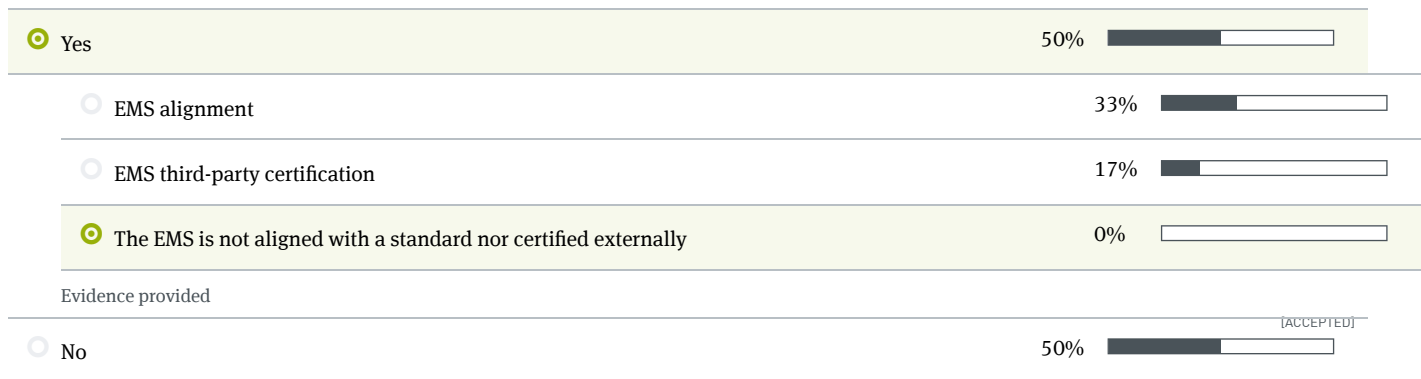 Yes 50%
EMS alignment 33%
EMS third-party certification 17%
The EMS is not aligned with a standard nor certified externally 0%
Evidence provided
[ACCEPTED]
No 50%